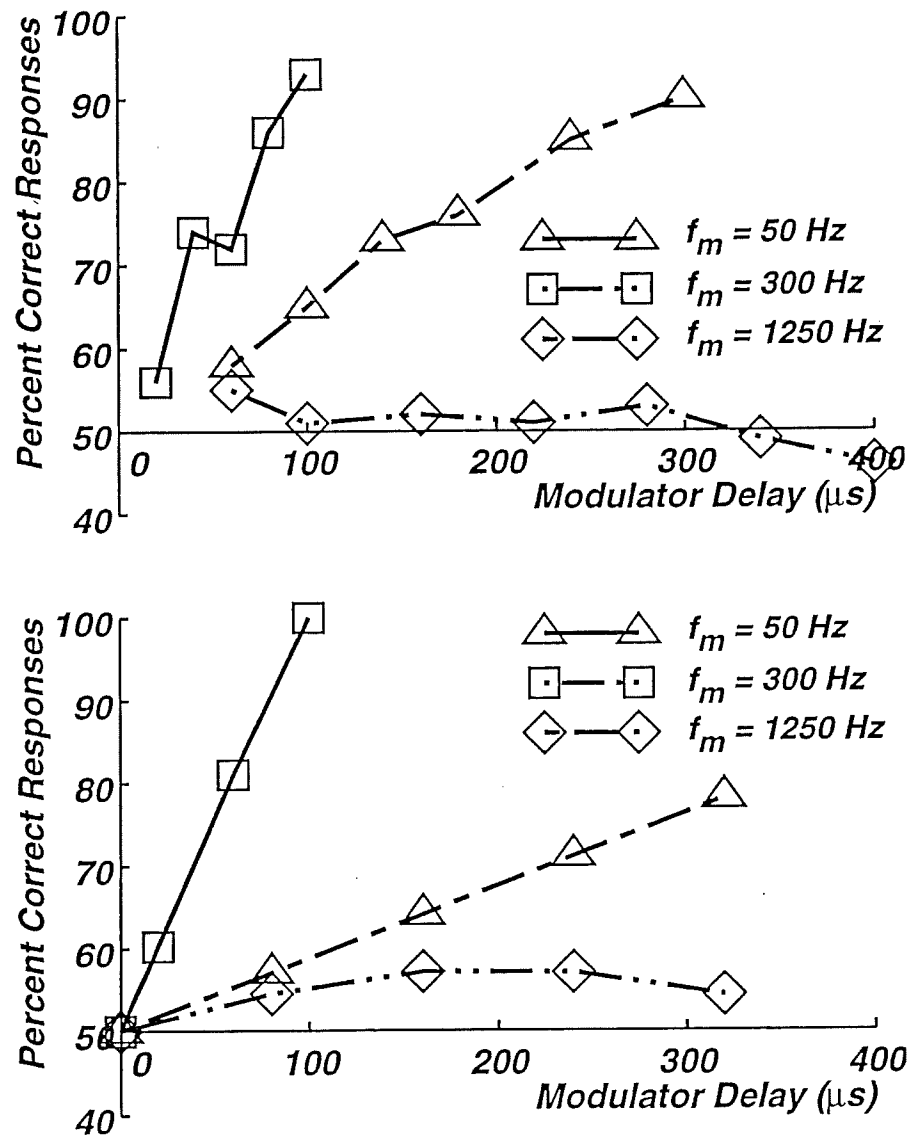 100
90
80
70
60
50
40
Percent Correct Responses
f_m = 50 Hz
f_m = 300 Hz
f_m = 1250 Hz
0 100 200 300 400
Modulator Delay (μs)
100
90
80
70
60
50
40
Percent Correct Responses
f_m = 50 Hz
f_m = 300 Hz
f_m = 1250 Hz
0 100 200 300 400
Modulator Delay (μs)